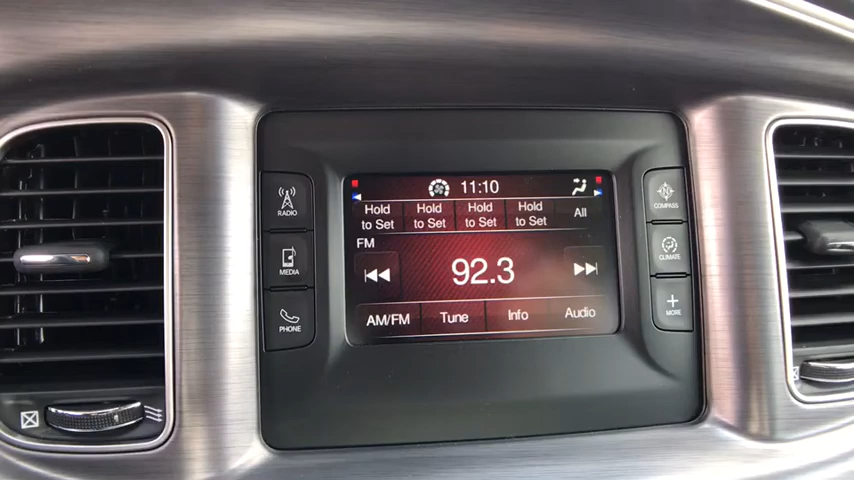 11:10
Hold to Set Hold to Set Hold to Set Hold to Set All
FM
92.3
AM/FM Tune Info Audio
RADIO
MEDIA
PHONE
COMPASS
CLIMATE
MORE